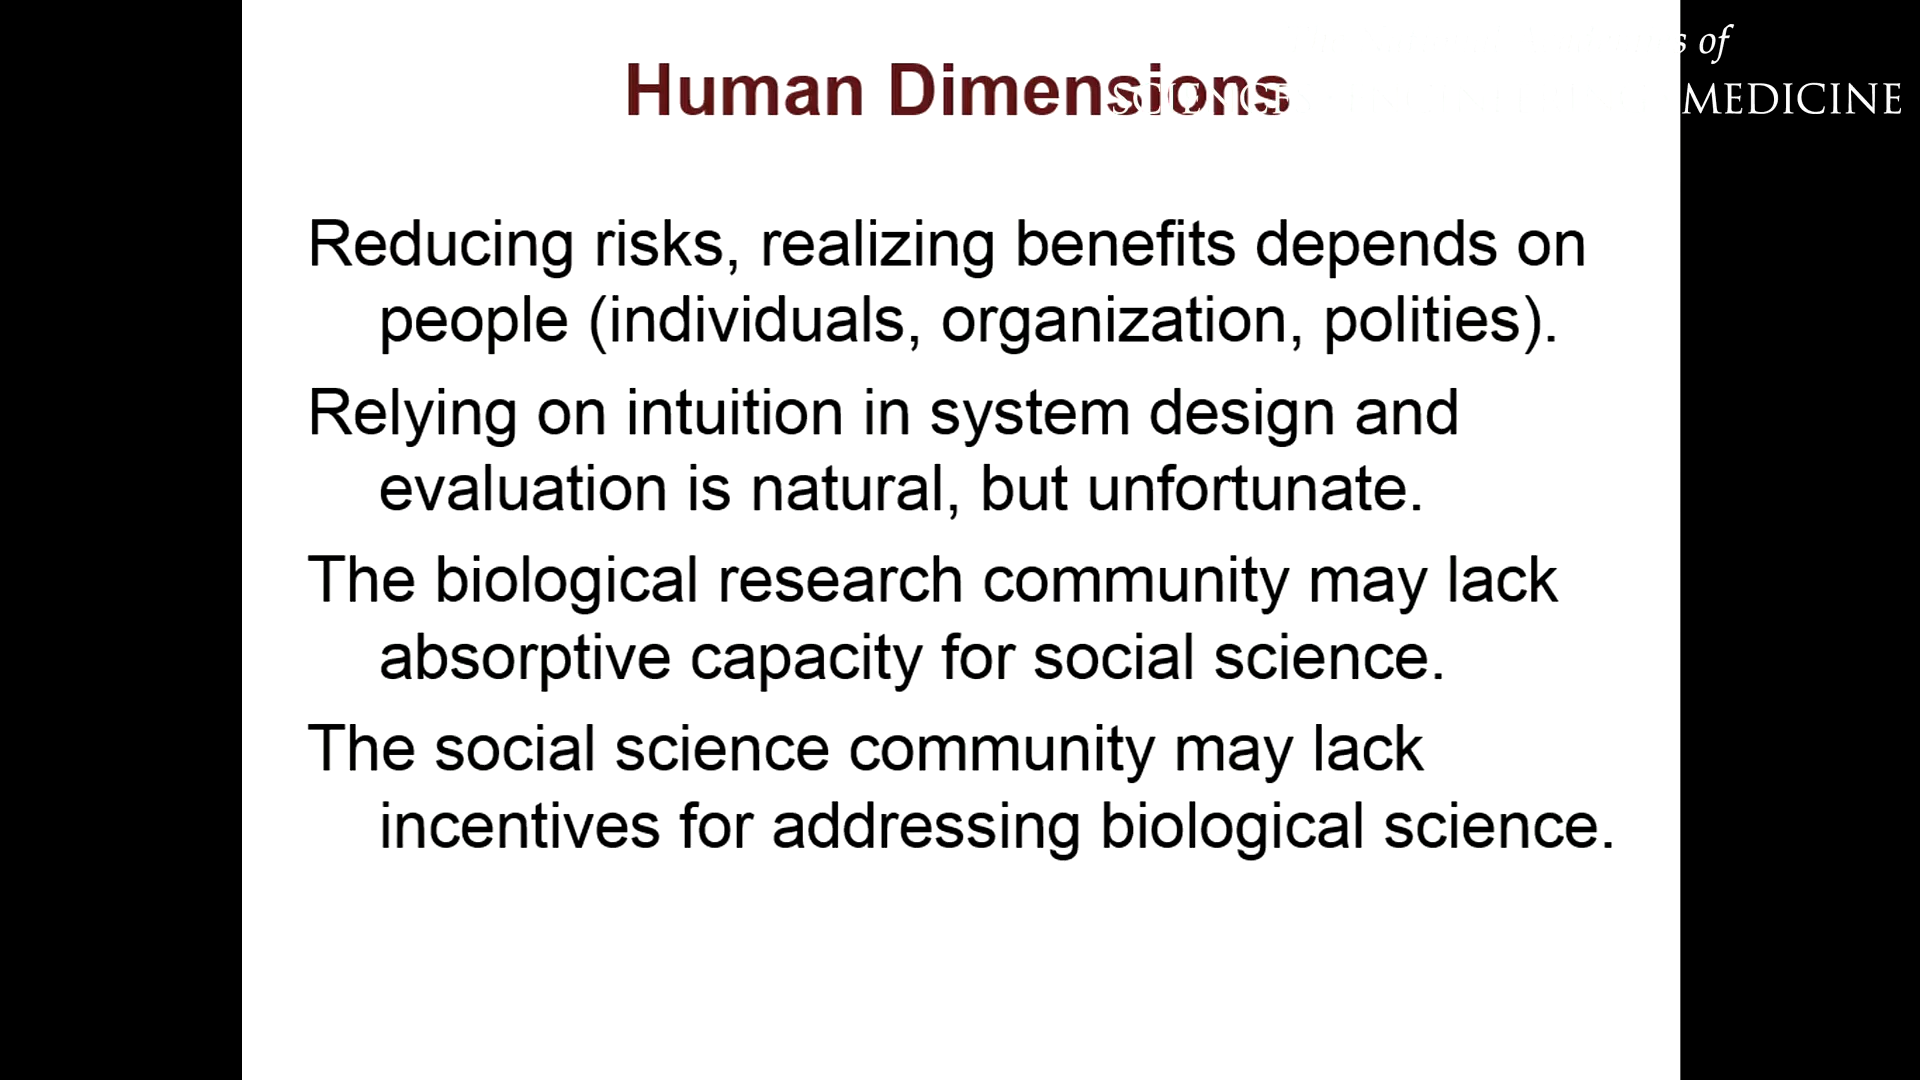 s of
Human Dimensions
SCIENCE
MEDICINE
Reducing risks, realizing benefits depends on
people (individuals, organization, polities).
Relying on intuition in system design and
evaluation is natural, but unfortunate.
The biological research community may lack
absorptive capacity for social science.
The social science community may lack
incentives for addressing biological science.